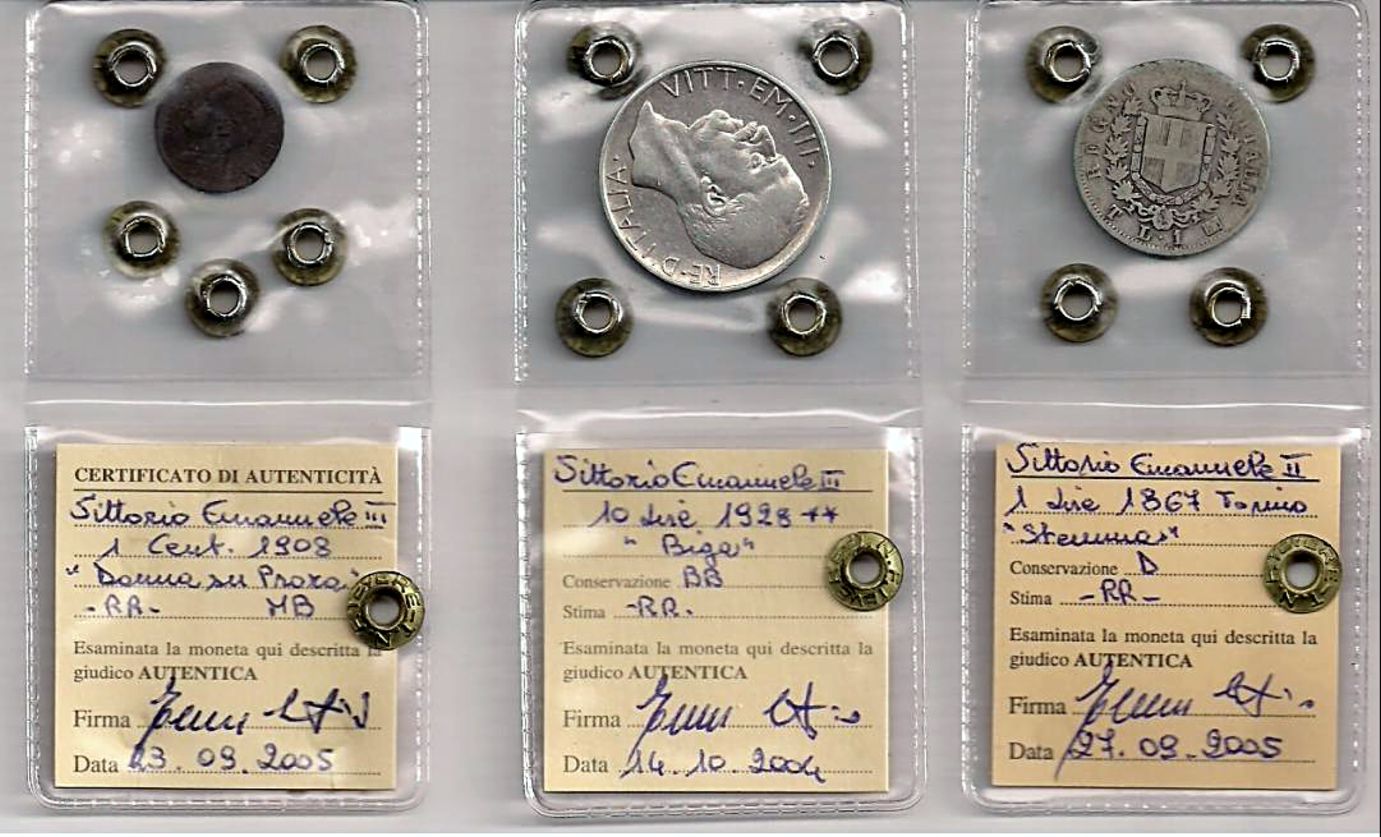 VITT·EM·III·
RE·D·ITALIA·
REGNO D'ITALIA
T L·1
CERTIFICATO DI AUTENTICITÀ
Vittorio Emanuele III
1 Cent. 1908
"Donna su Prora"
-RR- MB
Esaminata la moneta qui descritta la
giudico AUTENTICA
Firma
Data 23.09.2005
Vittorio Emanuele III
10 Lire 1928 **
"Biga"
Conservazione BB
Stima -RR.
Esaminata la moneta qui descritta la
giudico AUTENTICA
Firma
Data 14.10.2004
Vittorio Emanuele II
1 Lire 1867 Torino
"Stemma"
Conservazione D
Stima -RR-
Esaminata la moneta qui descritta la
giudico AUTENTICA
Firma
Data 27.09.2005